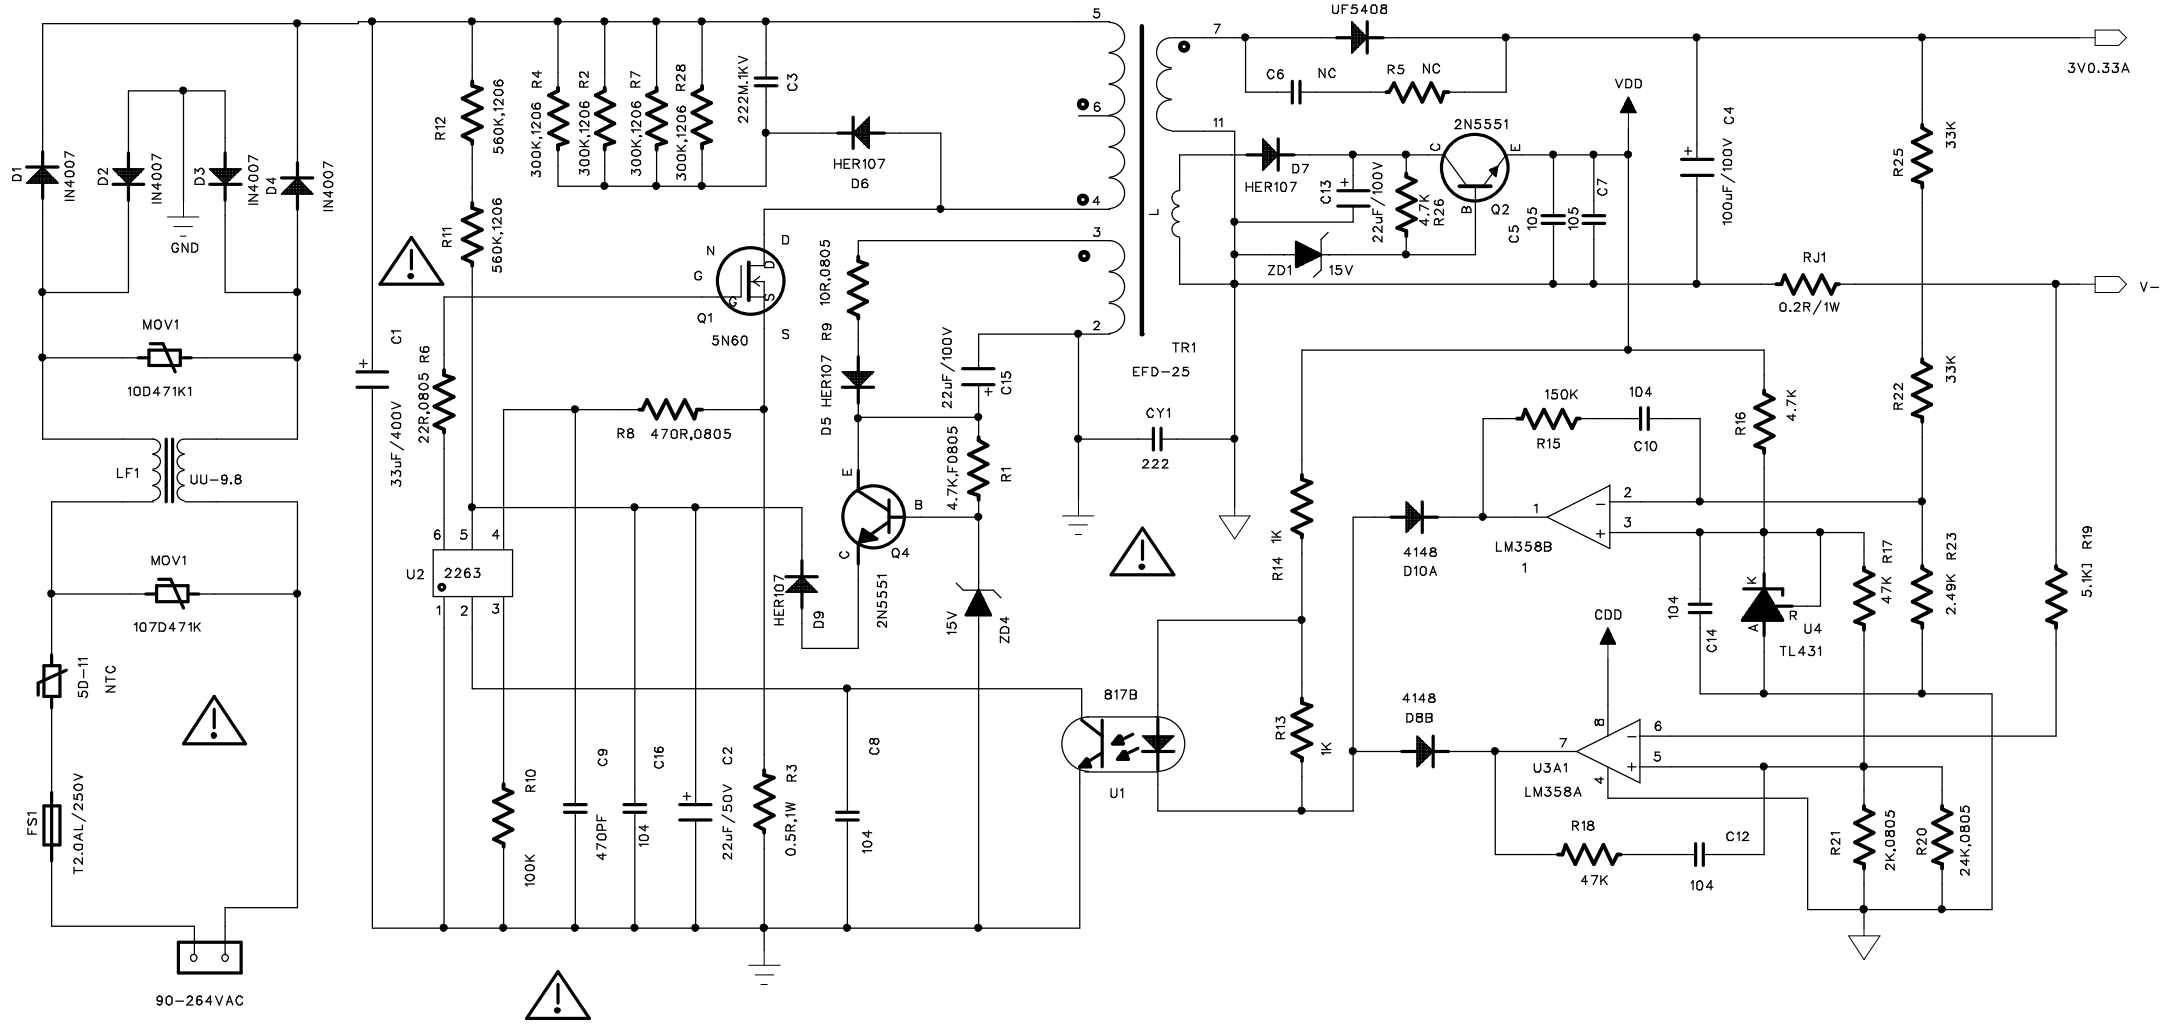 D1
IN4007
D2
IN4007
D3
IN4007
D4
IN4007
GND
MOV1
10D471K1
LF1
UU-9.8
MOV1
107D471K
5D-11
NTC
FS1
T2.0AL/250V
90-264VAC
C1
33uF/400V
R12
560K,1206
R11
560K,1206
R4
300K,1206
R2
300K,1206
R7
300K,1206
R28
300K,1206
222M.1KV
C3
HER107
D6
N
G
D
D
G
S
S
Q1
5N60
R6
22R,0805
R8
470R,0805
6
5
4
U2
2263
1
2
3
R10
100K
C9
470PF
C16
104
C2
22uF/50V
R3
0.5R,1W
C8
104
10R,0805
R9
HER107
D5
E
B
C
Q4
2N5551
HER107
D9
22uF/100V
C15
4.7K,F0805
R1
15V
ZD4
5
6
4
3
2
TR1
EFD-25
CY1
222
7
11
L
UF5408
C6
NC
R5
NC
HER107
D7
C13
22uF/100V
4.7K
R26
2N5551
C
E
B
Q2
ZD1
15V
C5
105
105
C7
VDD
C4
100uF/100V
R25
33K
3V0.33A
RJ1
0.2R/1W
V-
R22
33K
150K
R15
104
C10
R16
4.7K
R14
1K
4148
D10A
1
2
3
-
+
LM358B
1
104
C14
K
R
A
U4
TL431
R17
47K
R23
2.49K
R19
5.1K]
817B
U1
R13
1K
4148
D8B
CDD
8
7
6
5
4
-
+
U3A1
LM358A
R18
47K
C12
104
R21
2K,0805
R20
24K,0805